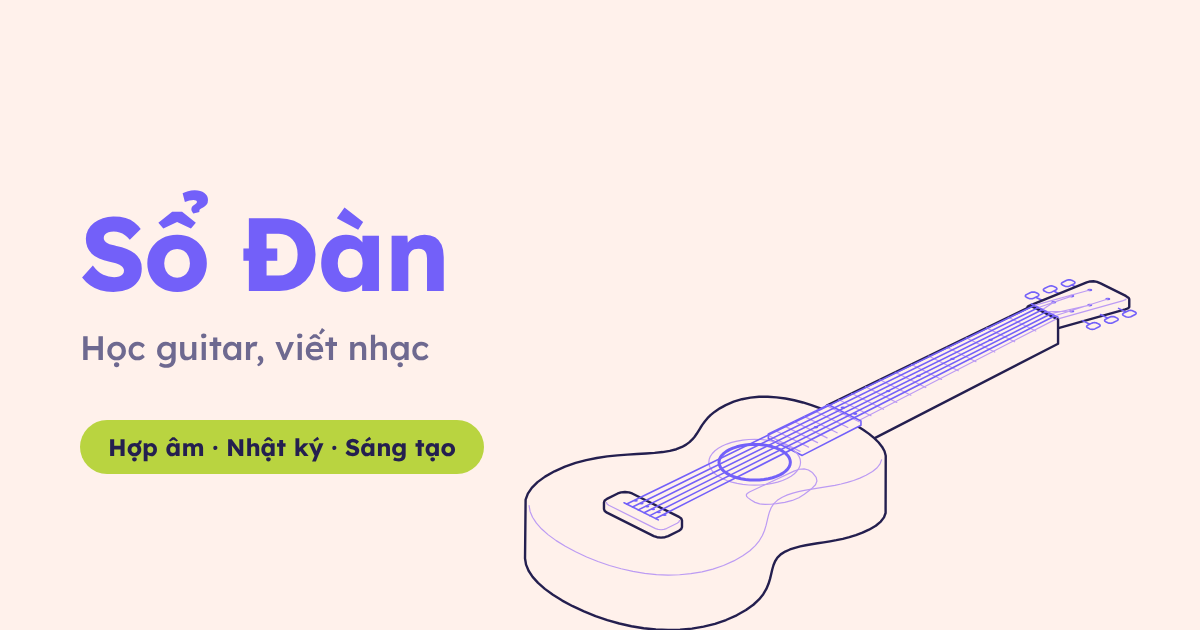 Sổ Đàn
Học guitar, viết nhạc
Hợp âm · Nhật ký · Sáng tạo